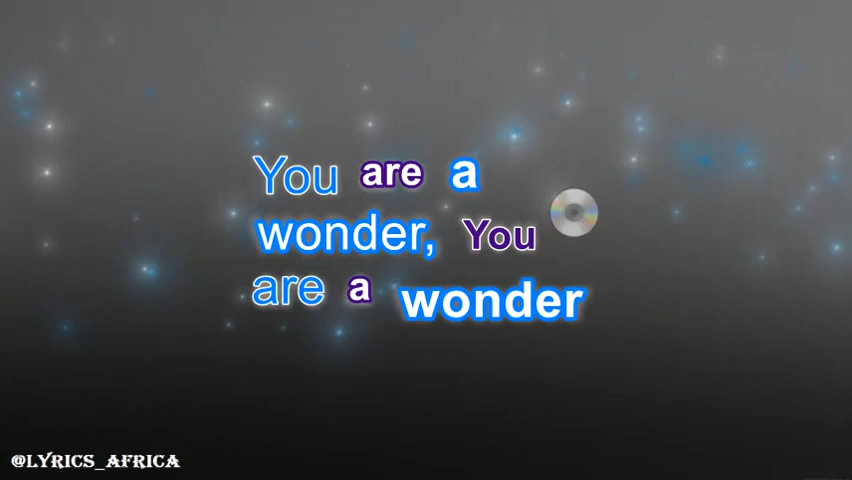 You are a
wonder, You
are a wonder
@LYRICS_AFRICA